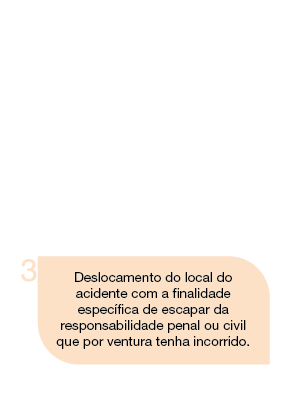 3
Deslocamento do local do
acidente com a finalidade
específica de escapar da
responsabilidade penal ou civil
que por ventura tenha incorrido.